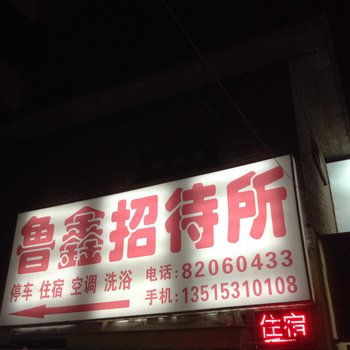 鲁鑫招待所
停车 住宿 空调 洗浴 电话:82060433
手机:13515310108
住宿